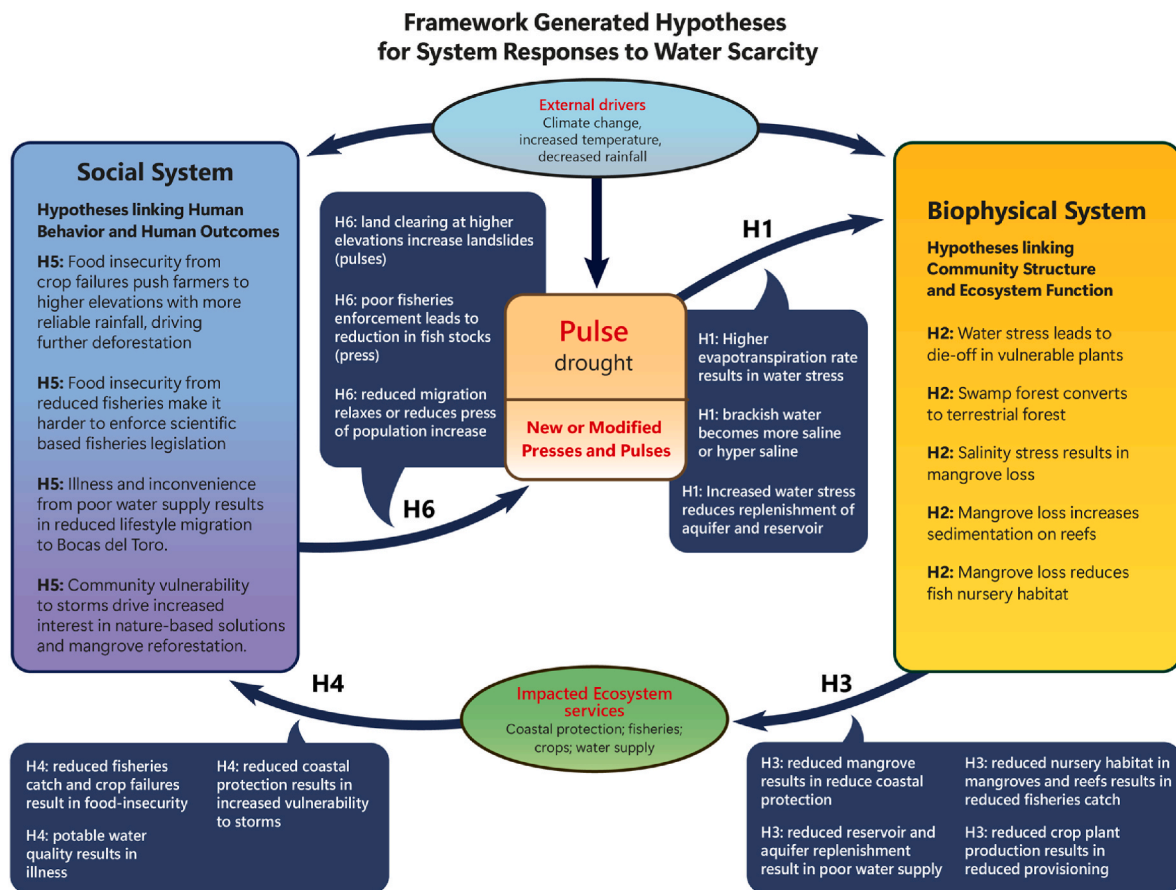 Framework Generated Hypotheses
for System Responses to Water Scarcity
External drivers
Climate change,
increased temperature,
decreased rainfall
Social System
Hypotheses linking Human
Behavior and Human Outcomes
H5: Food insecurity from
crop failures push farmers to
higher elevations with more
reliable rainfall, driving
further deforestation
H5: Food insecurity from
reduced fisheries make it
harder to enforce scientific
based fisheries legislation
H5: Illness and inconvenience
from poor water supply results
in reduced lifestyle migration
to Bocas del Toro.
H5: Community vulnerability
to storms drive increased
interest in nature-based solutions
and mangrove reforestation.
H6: land clearing at higher
elevations increase landslides
(pulses)
H6: poor fisheries
enforcement leads to
reduction in fish stocks
(press)
H6: reduced migration
relaxes or reduces press
of population increase
H6
Pulse
drought
New or Modified
Presses and Pulses
H1
H1: Higher
evapotranspiration rate
results in water stress
H1: brackish water
becomes more saline
or hyper saline
H1: Increased water stress
reduces replenishment of
aquifer and reservoir
Biophysical System
Hypotheses linking
Community Structure
and Ecosystem Function
H2: Water stress leads to
die-off in vulnerable plants
H2: Swamp forest converts
to terrestrial forest
H2: Salinity stress results in
mangrove loss
H2: Mangrove loss increases
sedimentation on reefs
H2: Mangrove loss reduces
fish nursery habitat
H4
Impacted Ecosystem
services
Coastal protection; fisheries;
crops; water supply
H3
H4: reduced fisheries
catch and crop failures
result in food-insecurity
H4: potable water
quality results in
illness
H4: reduced coastal
protection results in
increased vulnerability
to storms
H3: reduced mangrove
results in reduce coastal
protection
H3: reduced reservoir and
aquifer replenishment
result in poor water supply
H3: reduced nursery habitat in
mangroves and reefs results in
reduced fisheries catch
H3: reduced crop plant
production results in
reduced provisioning